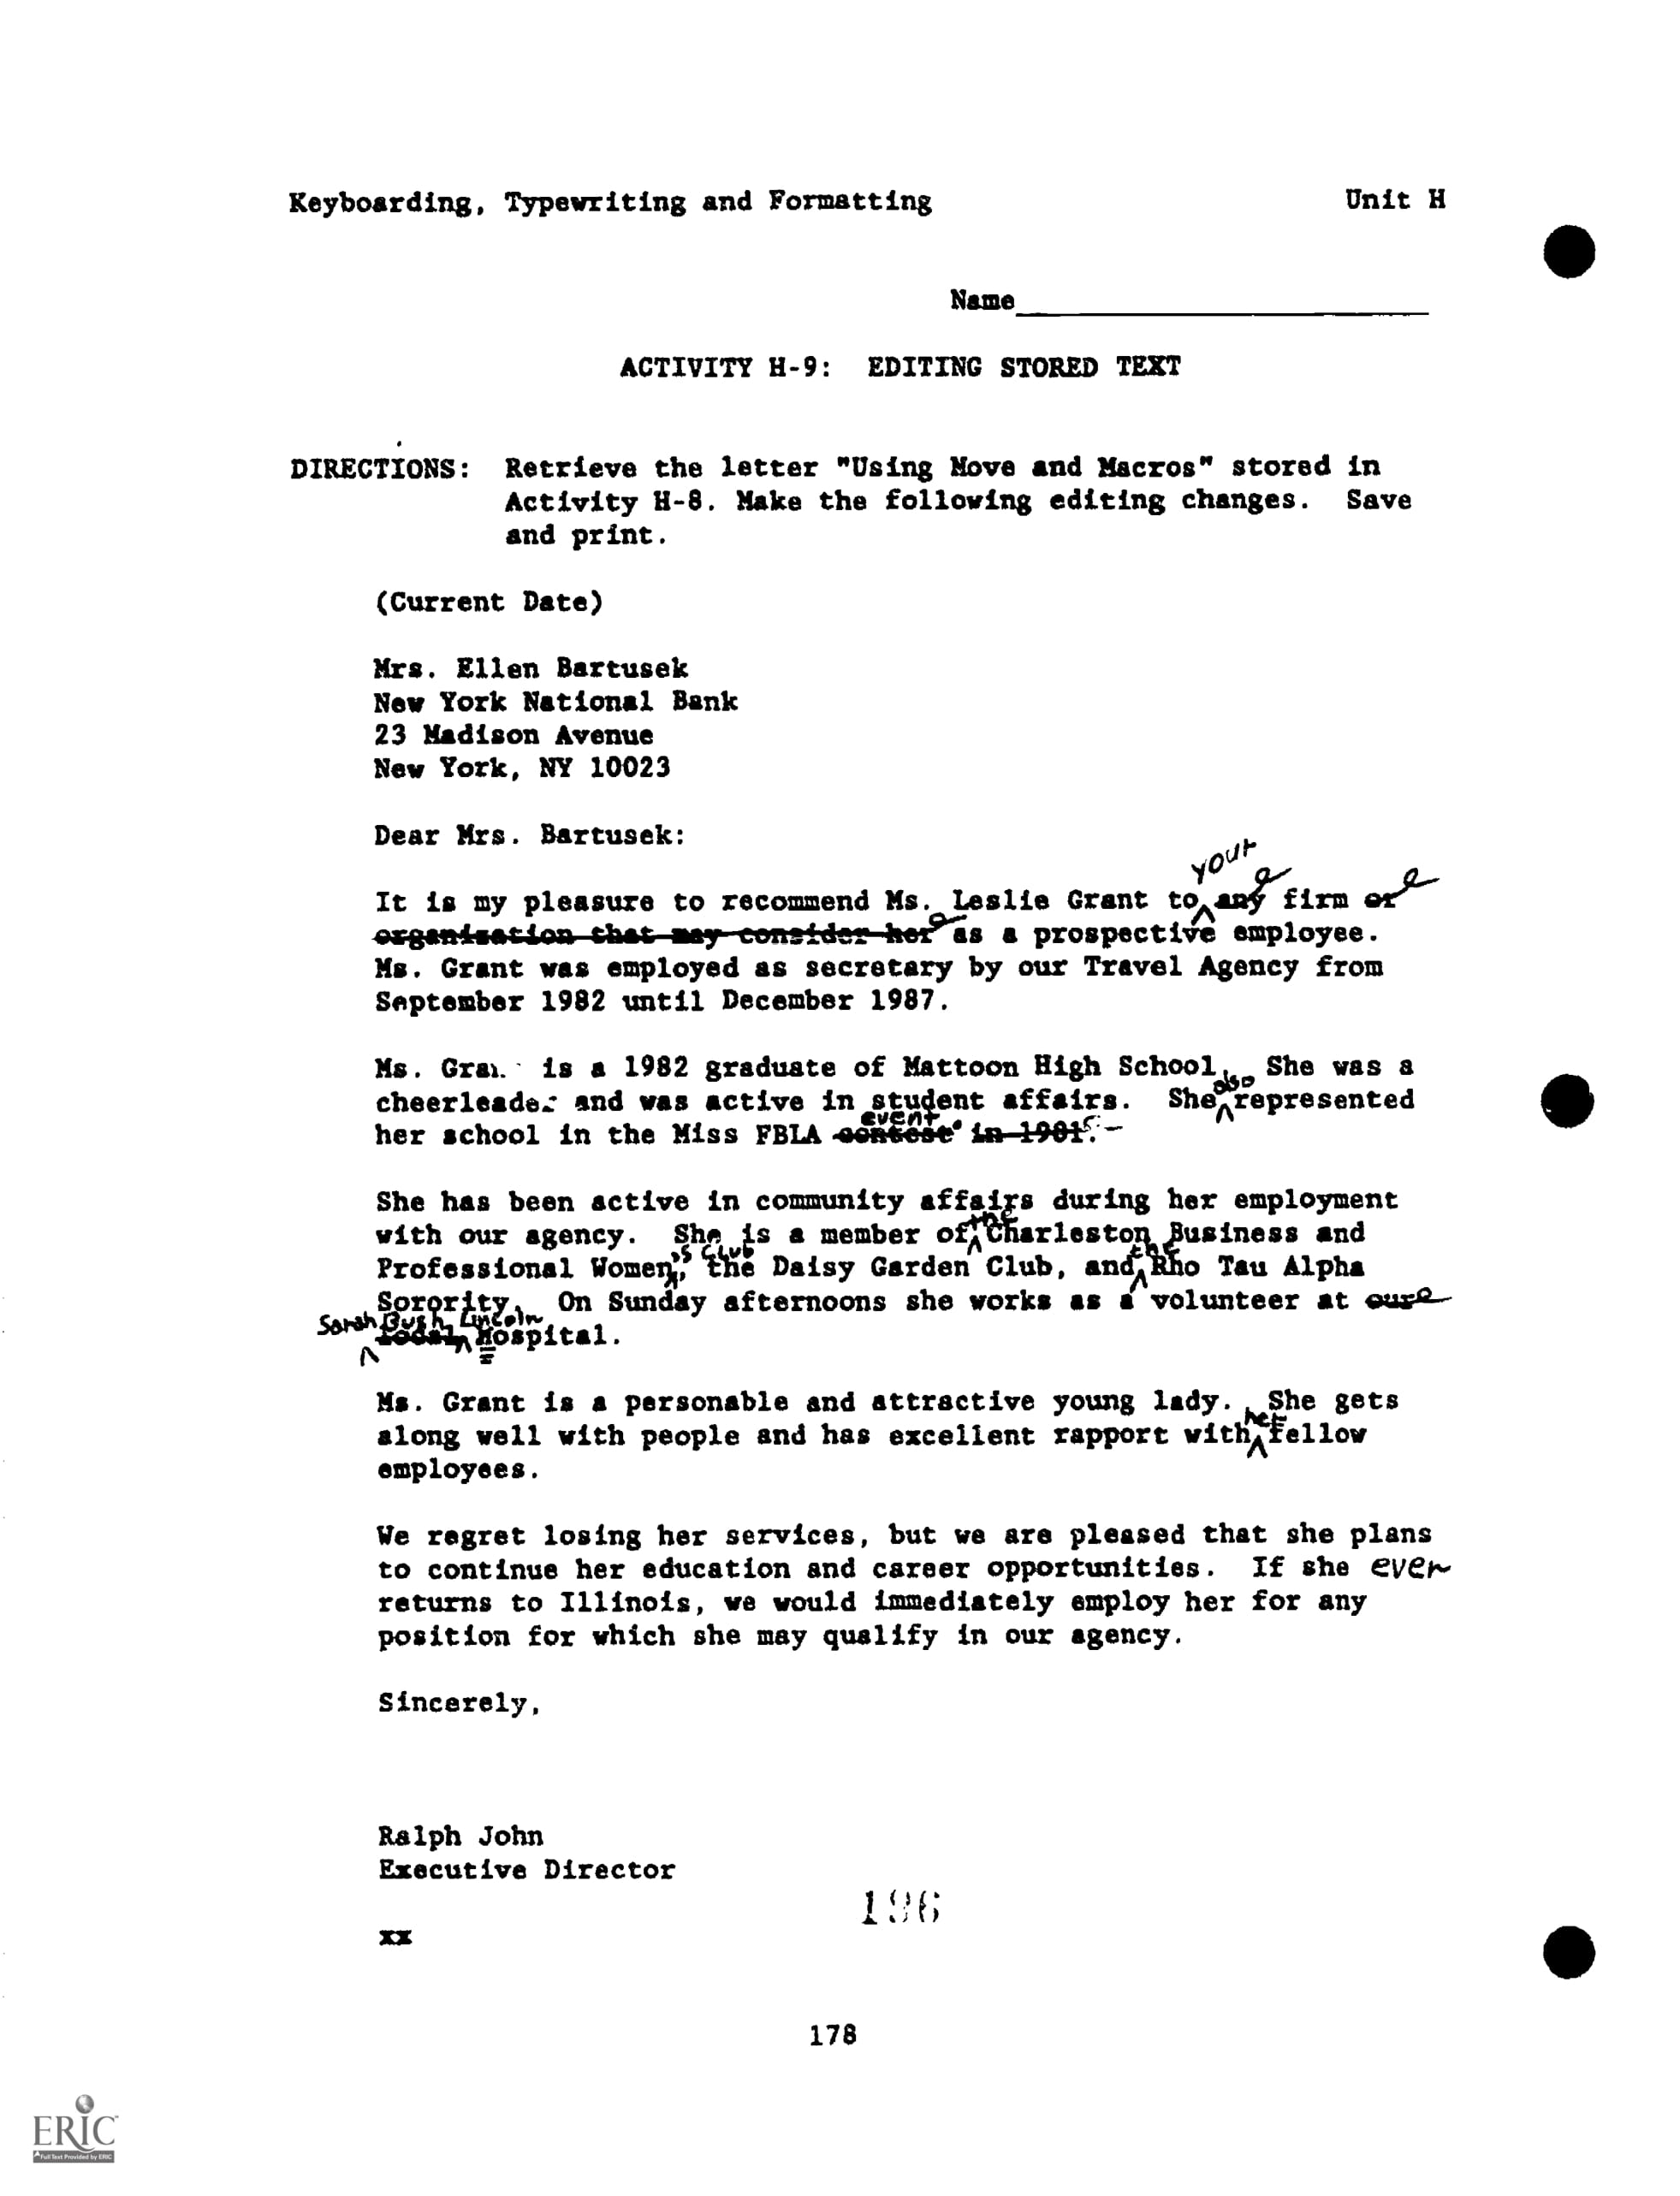 Keyboarding, Typewriting and Formatting Unit H
Name
ACTIVITY H-9: EDITING STORED TEXT
DIRECTIONS: Retrieve the letter "Using Move and Macros" stored in
Activity H-8. Make the following editing changes. Save
and print.
(Current Date)
Mrs. Ellen Bartusek
New York National Bank
23 Madison Avenue
New York, NY 10023
Dear Mrs. Bartusek:
your
It is my pleasure to recommend Ms. Leslie Grant to any firm or
organization that may consider her as a prospective employee.
Ms. Grant was employed as secretary by our Travel Agency from
September 1982 until December 1987.
Ms. Gra is a 1982 graduate of Mattoon High School. She was a
also
cheerleader and was active in student affairs. She represented
event.
her school in the Miss FBLA contest in 1981.
She has been active in community affairs during her employment
the
with our agency. She is a member of Charleston Business and
's Club the
Professional Women, the Daisy Garden Club, and Rho Tau Alpha
Sorority. On Sunday afternoons she works as a volunteer at our
Sarah Bush Lincoln
local Hospital.
Ms. Grant is a personable and attractive young lady. She gets
her
along well with people and has excellent rapport with fellow
employees.
We regret losing her services, but we are pleased that she plans
to continue her education and career opportunities. If she ever
returns to Illinois, we would immediately employ her for any
position for which she may qualify in our agency.
Sincerely,
Ralph John
Executive Director
196
xx
178
ERIC
Full Text Provided by ERIC